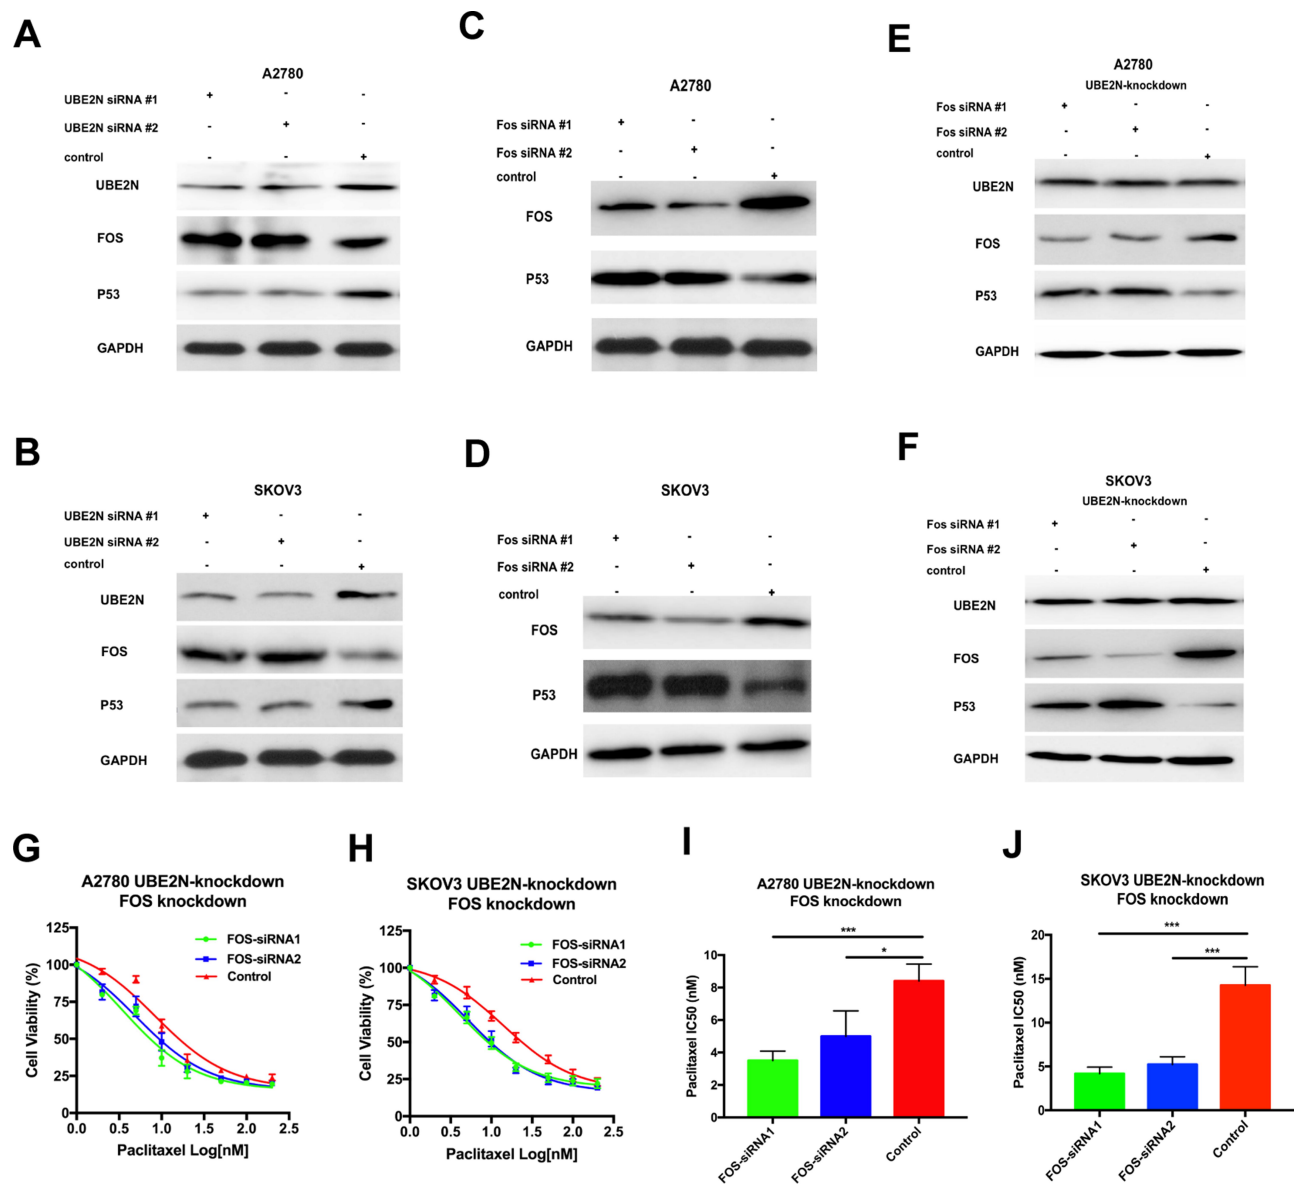 A
A2780
UBE2N siRNA #1 + - -
UBE2N siRNA #2 - + -
control - - +
UBE2N
FOS
P53
GAPDH
C
A2780
Fos siRNA #1 + - -
Fos siRNA #2 - + -
control - - +
FOS
P53
GAPDH
E
A2780
UBE2N-knockdown
Fos siRNA #1 + - -
Fos siRNA #2 - + -
control - - +
UBE2N
FOS
P53
GAPDH
B
SKOV3
UBE2N siRNA #1 + - -
UBE2N siRNA #2 - + -
control - - +
UBE2N
FOS
P53
GAPDH
D
SKOV3
Fos siRNA #1 + - -
Fos siRNA #2 - + -
control - - +
FOS
P53
GAPDH
F
SKOV3
UBE2N-knockdown
Fos siRNA #1 + - -
Fos siRNA #2 - + -
control - - +
UBE2N
FOS
P53
GAPDH
G
A2780 UBE2N-knockdown
FOS knockdown
Cell Viability (%)
125
100
75
50
25
0
FOS-siRNA1
FOS-siRNA2
Control
0.0 0.5 1.0 1.5 2.0 2.5
Paclitaxel Log[nM]
H
SKOV3 UBE2N-knockdown
FOS knockdown
Cell Viability (%)
125
100
75
50
25
0
FOS-siRNA1
FOS-siRNA2
Control
0.0 0.5 1.0 1.5 2.0 2.5
Paclitaxel Log[nM]
I
A2780 UBE2N-knockdown
FOS knockdown
***
*
Paclitaxel IC50 (nM)
10
8
6
4
2
0
FOS-siRNA1 FOS-siRNA2 Control
J
SKOV3 UBE2N-knockdown
FOS knockdown
***
***
Paclitaxel IC50 (nM)
20
15
10
5
0
FOS-siRNA1 FOS-siRNA2 Control